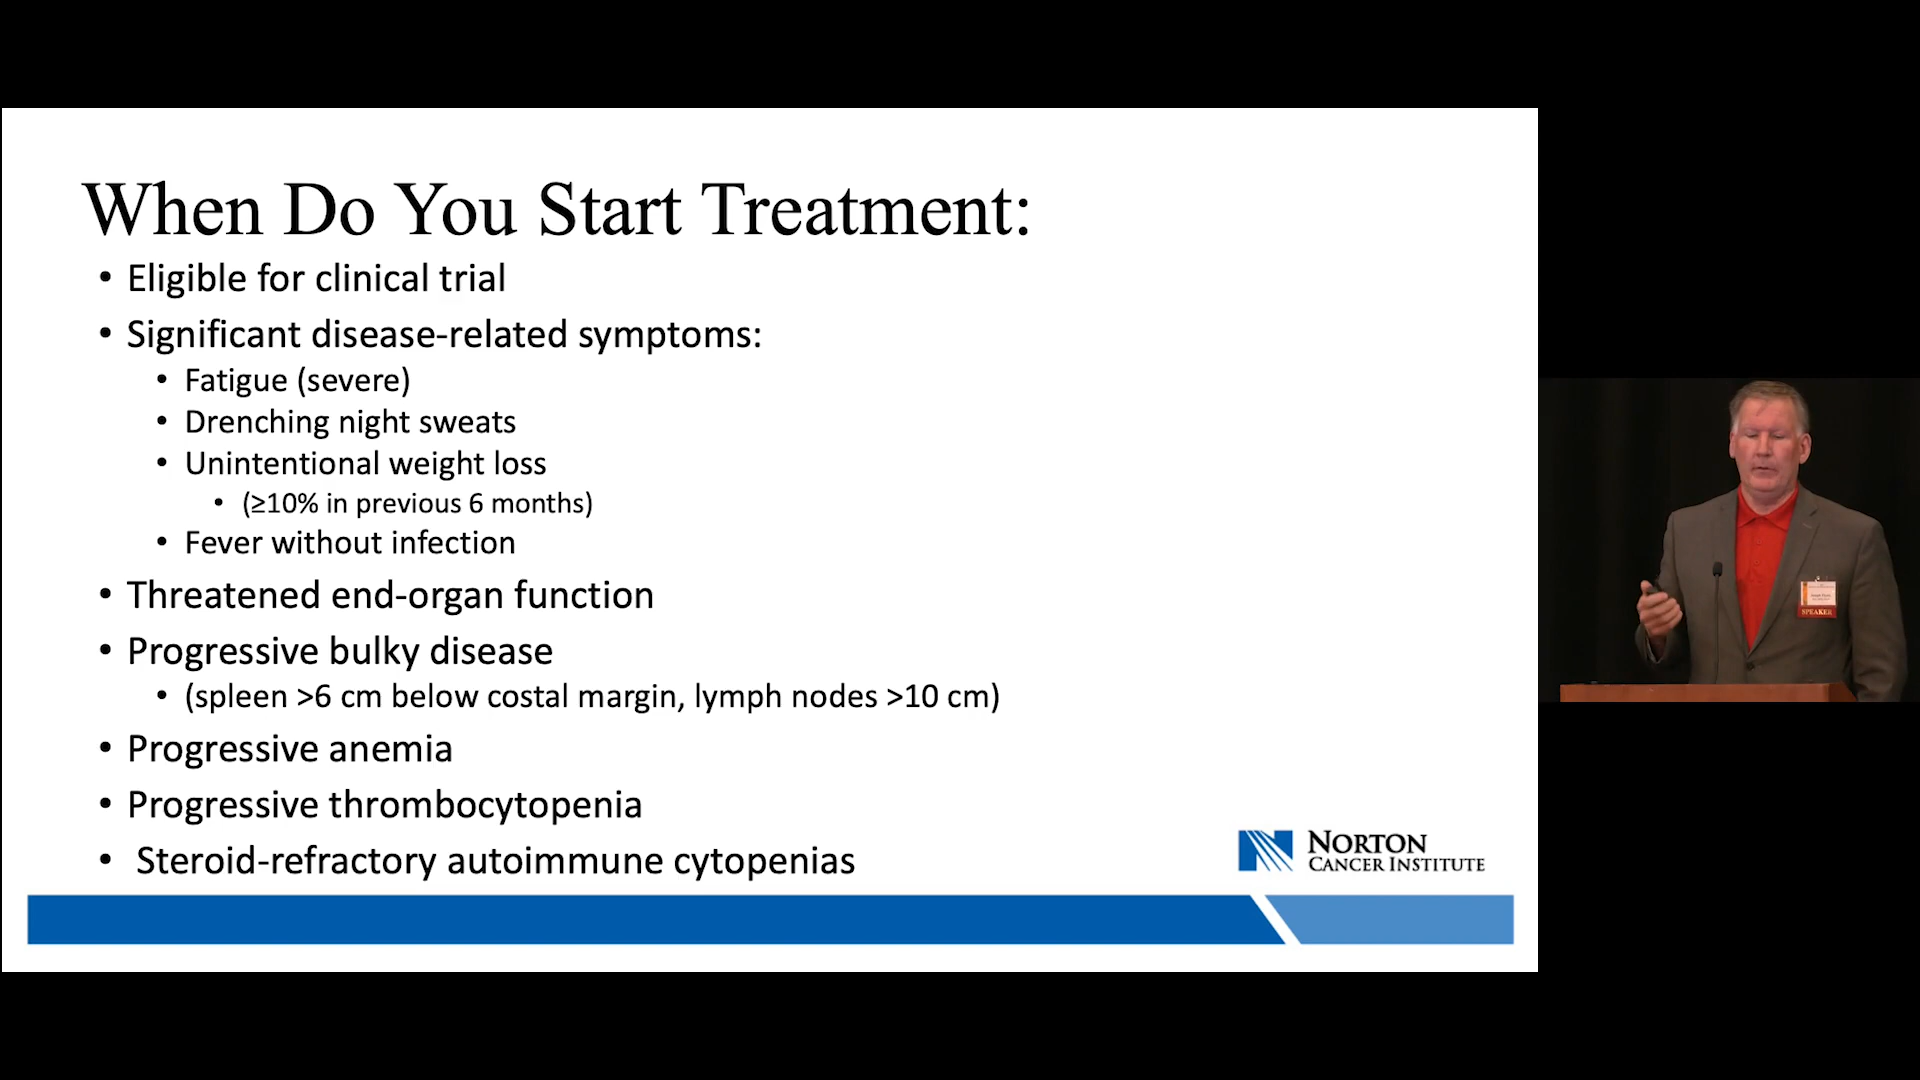 When Do You Start Treatment:
• Eligible for clinical trial
• Significant disease-related symptoms:
• Fatigue (severe)
• Drenching night sweats
• Unintentional weight loss
• (≥10% in previous 6 months)
• Fever without infection
• Threatened end-organ function
• Progressive bulky disease
• (spleen >6 cm below costal margin, lymph nodes >10 cm)
• Progressive anemia
• Progressive thrombocytopenia
• Steroid-refractory autoimmune cytopenias
NORTON
CANCER INSTITUTE
SPEAKER